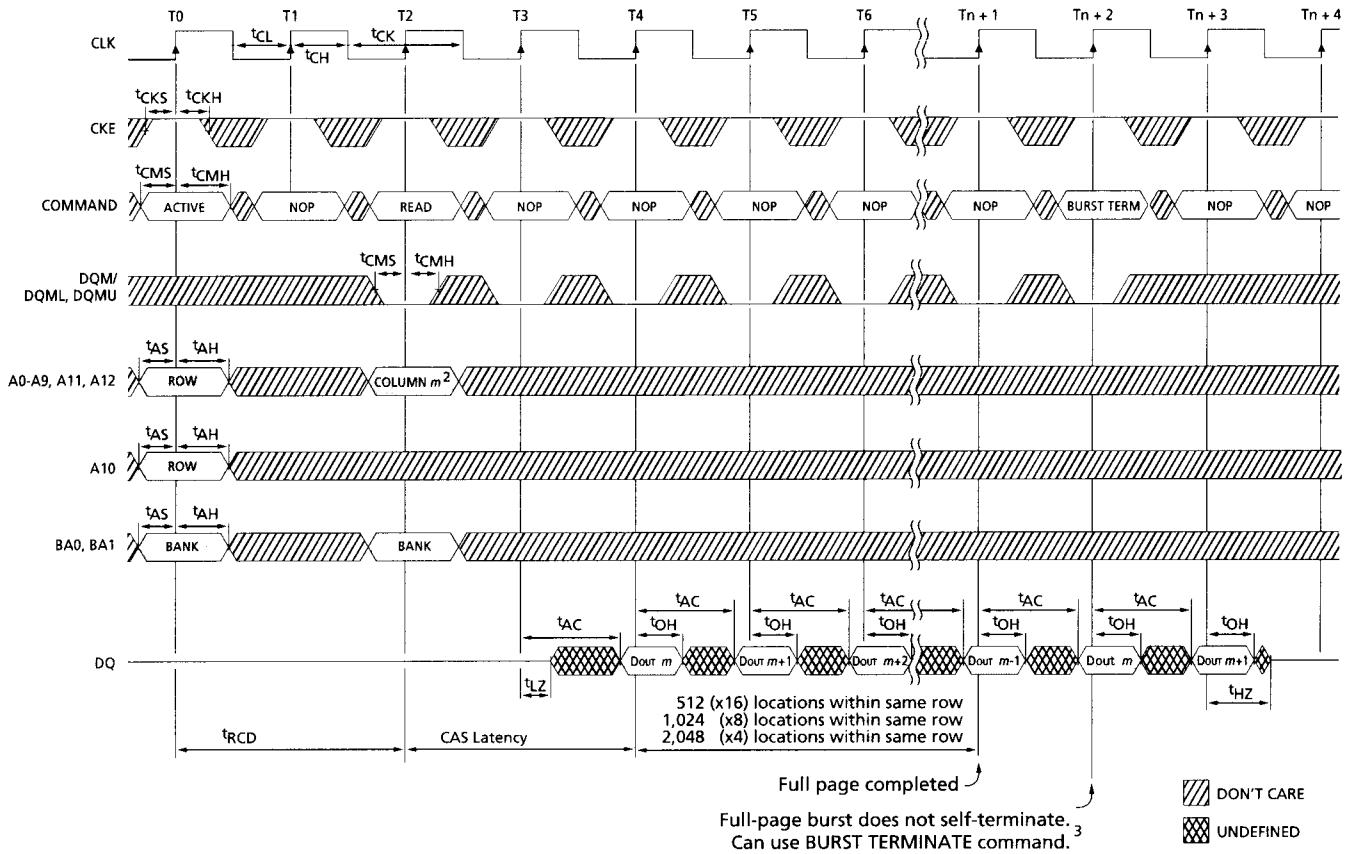 T0 T1 T2 T3 T4 T5 T6 Tn + 1 Tn + 2 Tn + 3 Tn + 4
CLK tCL tCH tCK
tCKS tCKH
CKE
tCMS tCMH
COMMAND ACTIVE NOP READ NOP NOP NOP NOP NOP BURST TERM NOP NOP
tCMS tCMH
DQM/
DQML, DQMU
tAS tAH
A0-A9, A11, A12 ROW COLUMN m2
tAS tAH
A10 ROW
tAS tAH
BA0, BA1 BANK BANK
tAC tAC tAC tAC tAC tAC
tOH tOH tOH tOH tOH tOH
DQ DOUT m DOUT m+1 DOUT m+2 DOUT m-1 DOUT m DOUT m+1
tLZ tHZ
512 (x16) locations within same row
1,024 (x8) locations within same row
2,048 (x4) locations within same row
tRCD CAS Latency
Full page completed
Full-page burst does not self-terminate.
Can use BURST TERMINATE command. 3
DON'T CARE
UNDEFINED